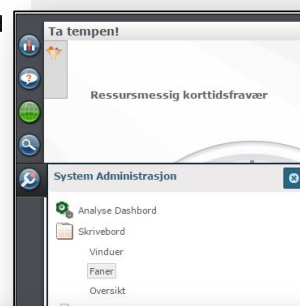 Ta tempen!
Ressursmessig korttidsfravær
System Administrasjon
Analyse Dashbord
Skrivebord
Vinduer
Faner
Oversikt